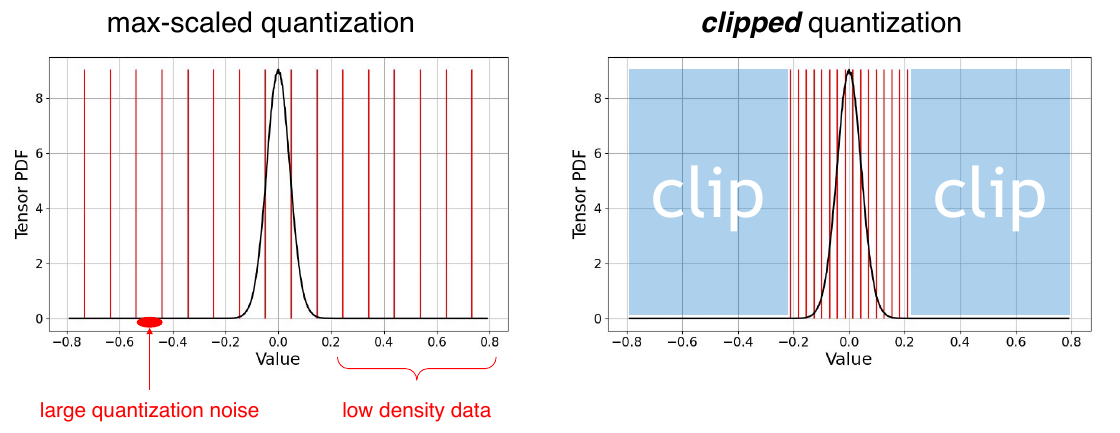 max-scaled quantization
clipped quantization
Tensor PDF
8
6
4
2
0
−0.8 −0.6 −0.4 −0.2 0.0 0.2 0.4 0.6 0.8
Value
large quantization noise
low density data
Tensor PDF
8
6
4
2
0
clip
clip
−0.8 −0.6 −0.4 −0.2 0.0 0.2 0.4 0.6 0.8
Value